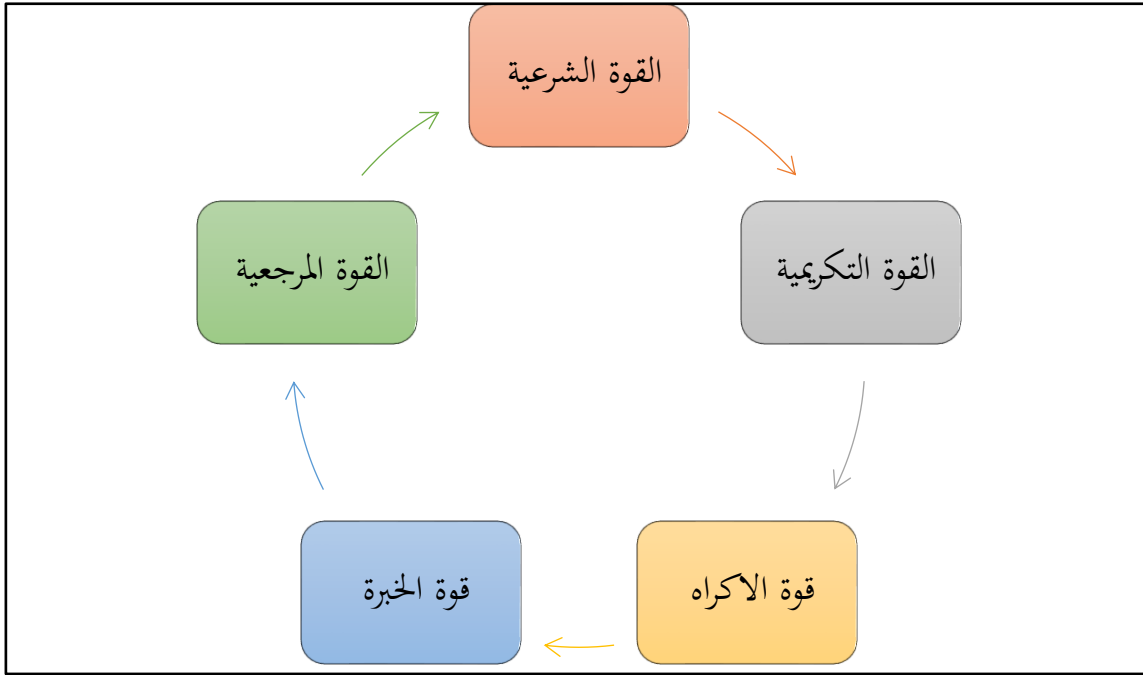 القوة الشرعية
القوة التكريمية
قوة الاكراه
قوة الخبرة
القوة المرجعية